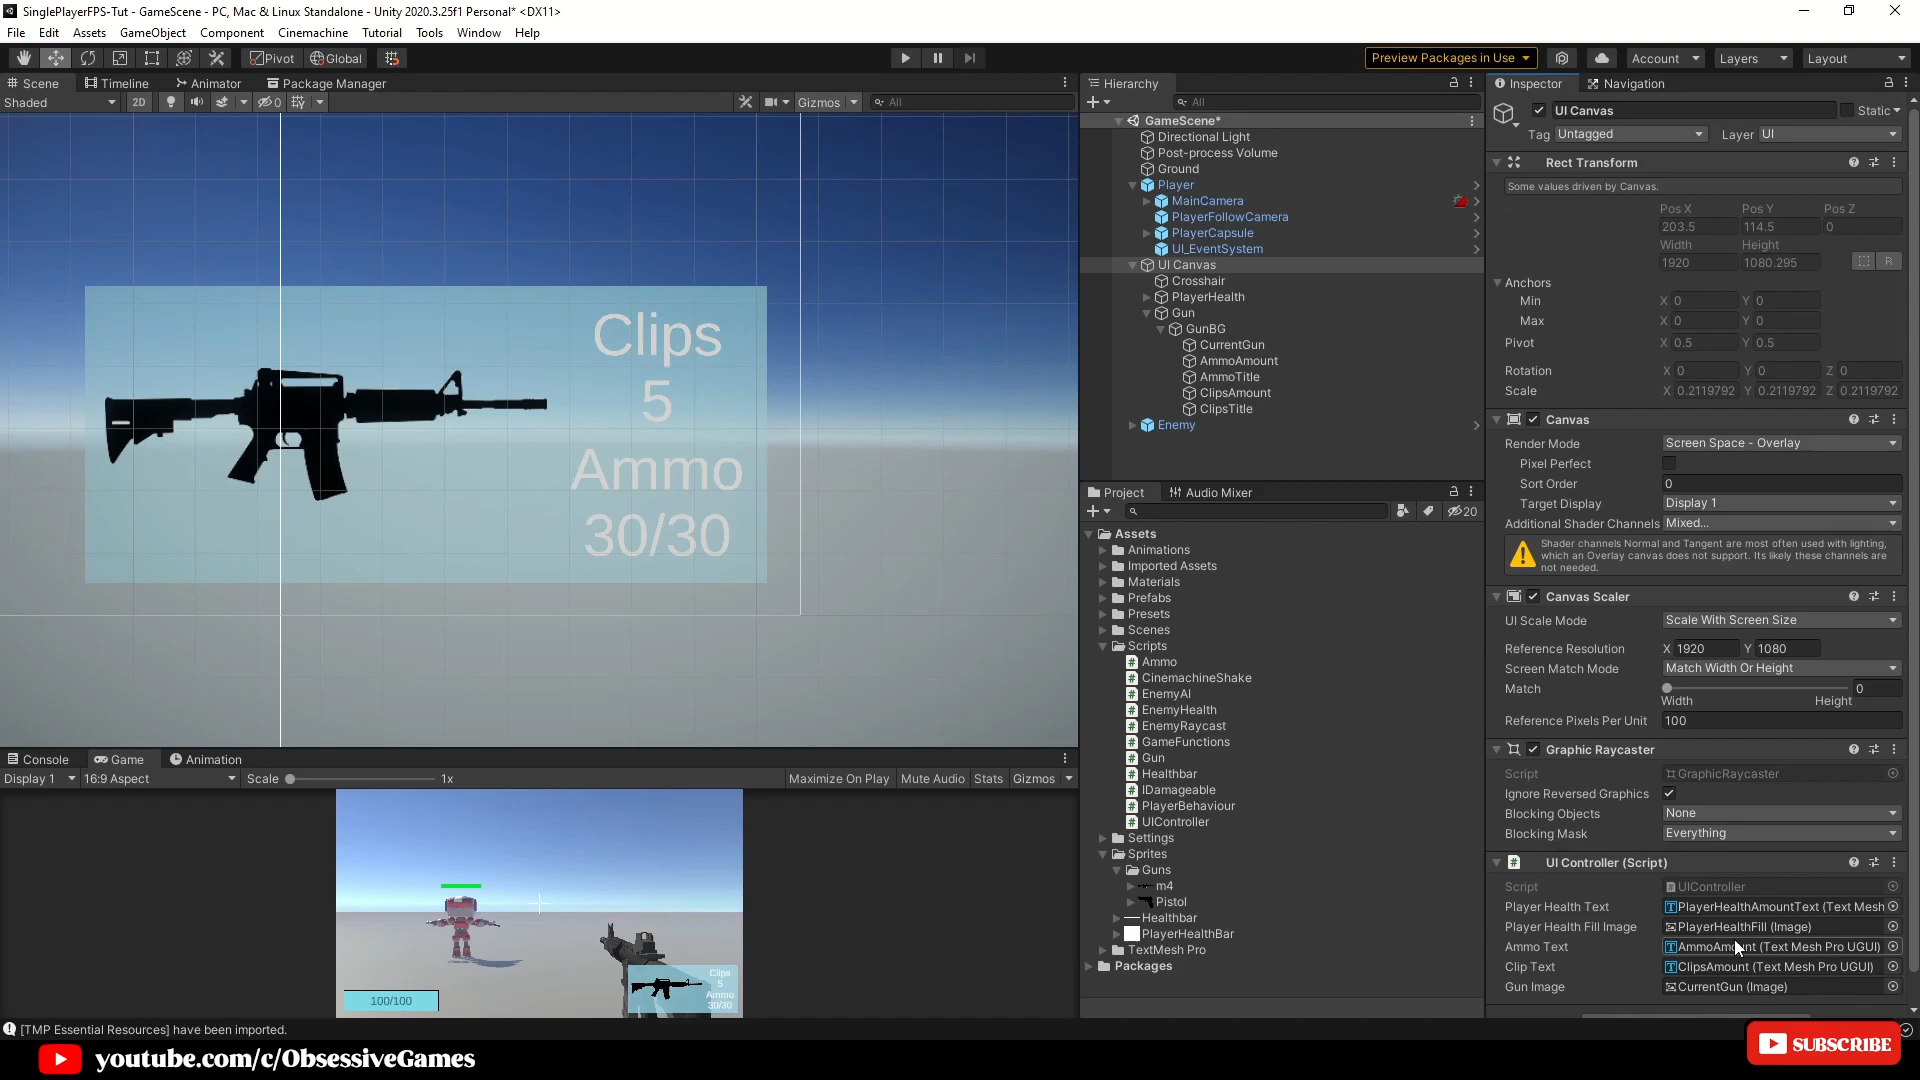 SinglePlayerFPS-Tut - GameScene - PC, Mac & Linux Standalone - Unity 2020.3.25f1 Personal* <DX11>
File Edit Assets GameObject Component Cinemachine Tutorial Tools Window Help
Pivot Global Preview Packages in Use Account Layers Layout
Scene Timeline Animator Package Manager
Shaded 2D 0 Gizmos All
Clips
5
Ammo
30/30
Console Game Animation
Display 1 16:9 Aspect Scale 1x Maximize On Play Mute Audio Stats Gizmos
100/100
Clips
5
Ammo
30/30
[TMP Essential Resources] have been imported.
Hierarchy
All
GameScene*
Directional Light
Post-process Volume
Ground
Player
MainCamera
PlayerFollowCamera
PlayerCapsule
UI_EventSystem
UI Canvas
Crosshair
PlayerHealth
Gun
GunBG
CurrentGun
AmmoAmount
AmmoTitle
ClipsAmount
ClipsTitle
Enemy
Project Audio Mixer
20
Assets
Animations
Imported Assets
Materials
Prefabs
Presets
Scenes
Scripts
Ammo
CinemachineShake
EnemyAI
EnemyHealth
EnemyRaycast
GameFunctions
Gun
Healthbar
IDamageable
PlayerBehaviour
UIController
Settings
Sprites
Guns
m4
Pistol
Healthbar
PlayerHealthBar
TextMesh Pro
Packages
Inspector Navigation
UI Canvas Static
Tag Untagged Layer UI
Rect Transform
Some values driven by Canvas.
Pos X Pos Y Pos Z
203.5 114.5 0
Width Height
1920 1080.295 R
Anchors
Min X 0 Y 0
Max X 0 Y 0
Pivot X 0.5 Y 0.5
Rotation X 0 Y 0 Z 0
Scale X 0.2119792 Y 0.2119792 Z 0.2119792
Canvas
Render Mode Screen Space - Overlay
Pixel Perfect
Sort Order 0
Target Display Display 1
Additional Shader Channels Mixed...
Shader channels Normal and Tangent are most often used with lighting,
which an Overlay canvas does not support. Its likely these channels are
not needed.
Canvas Scaler
UI Scale Mode Scale With Screen Size
Reference Resolution X 1920 Y 1080
Screen Match Mode Match Width Or Height
Match 0
Width Height
Reference Pixels Per Unit 100
Graphic Raycaster
Script GraphicRaycaster
Ignore Reversed Graphics
Blocking Objects None
Blocking Mask Everything
UI Controller (Script)
Script UIController
Player Health Text PlayerHealthAmountText (Text Mesh
Player Health Fill Image PlayerHealthFill (Image)
Ammo Text AmmoAmount (Text Mesh Pro UGUI)
Clip Text ClipsAmount (Text Mesh Pro UGUI)
Gun Image CurrentGun (Image)
youtube.com/c/ObsessiveGames
SUBSCRIBE